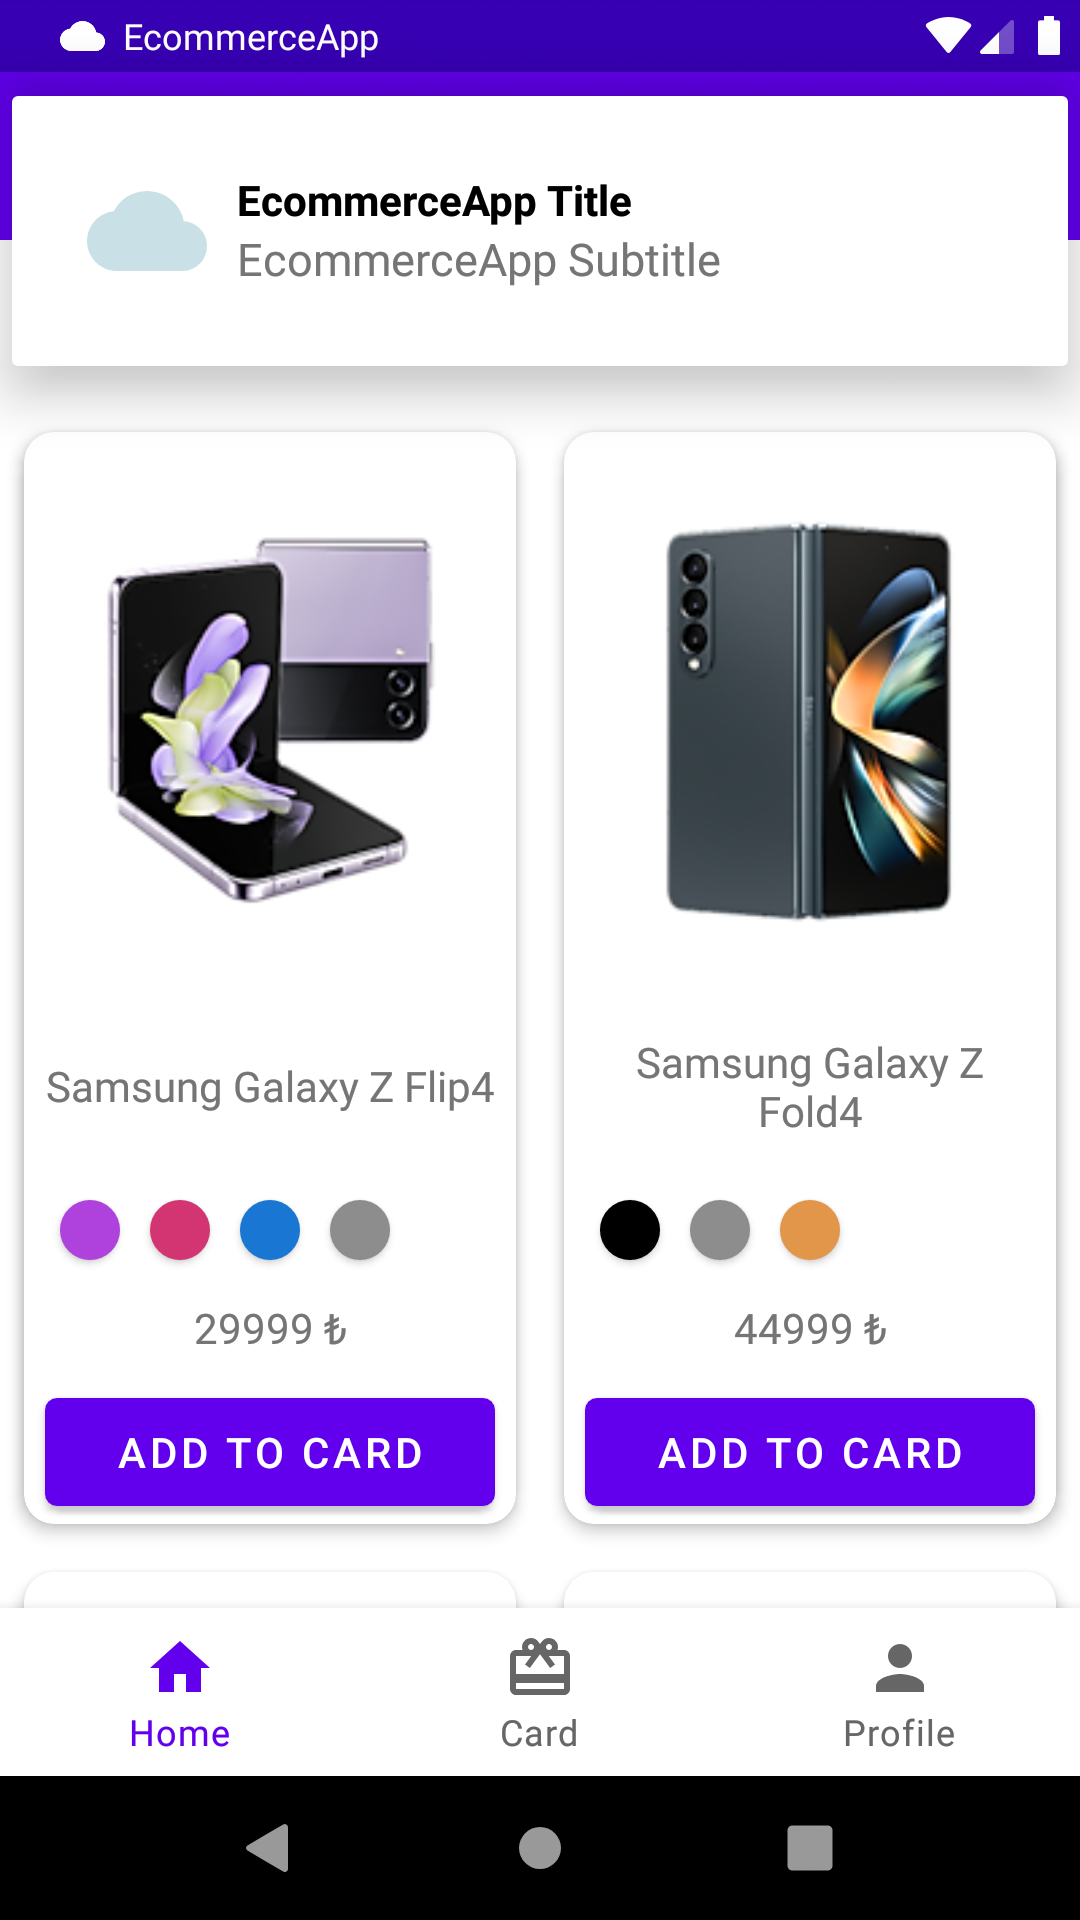 EcommerceApp
EcommerceApp Title
EcommerceApp Subtitle
Samsung Galaxy Z Flip4
Samsung Galaxy Z
Fold4
29999 ₺
44999 ₺
ADD TO CARD
ADD TO CARD
Home
Card
Profile